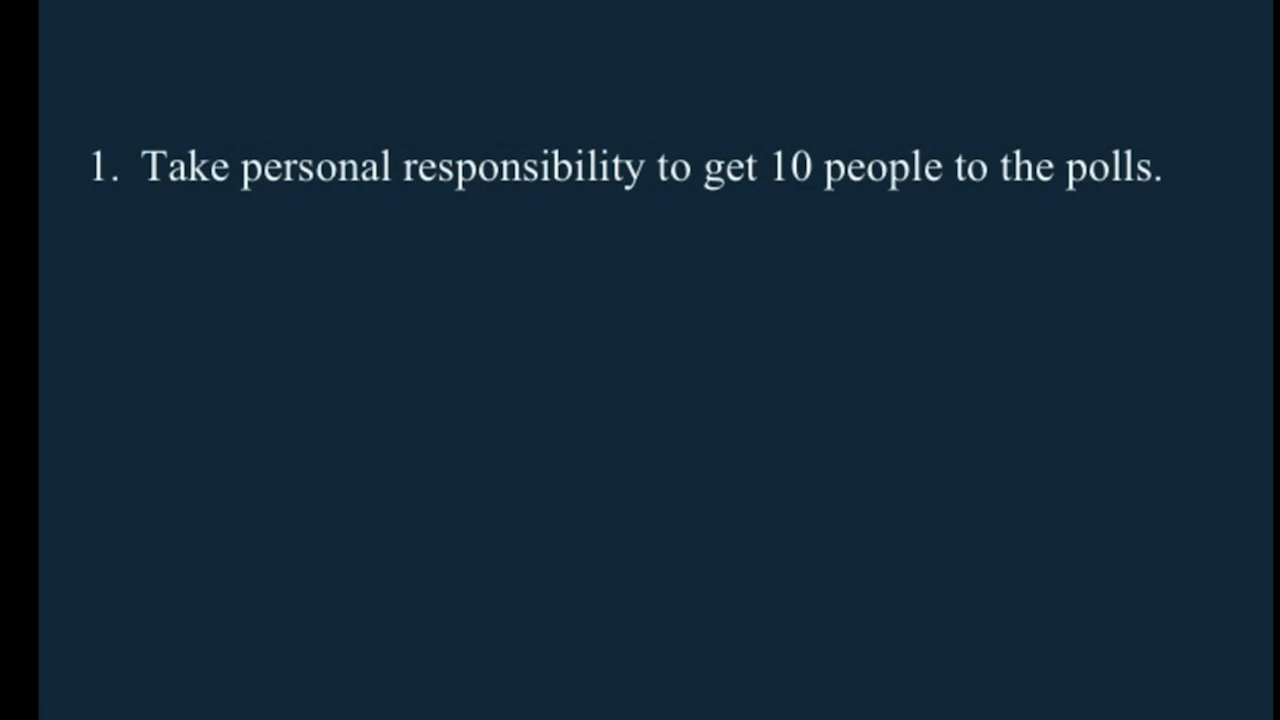 1. Take personal responsibility to get 10 people to the polls.